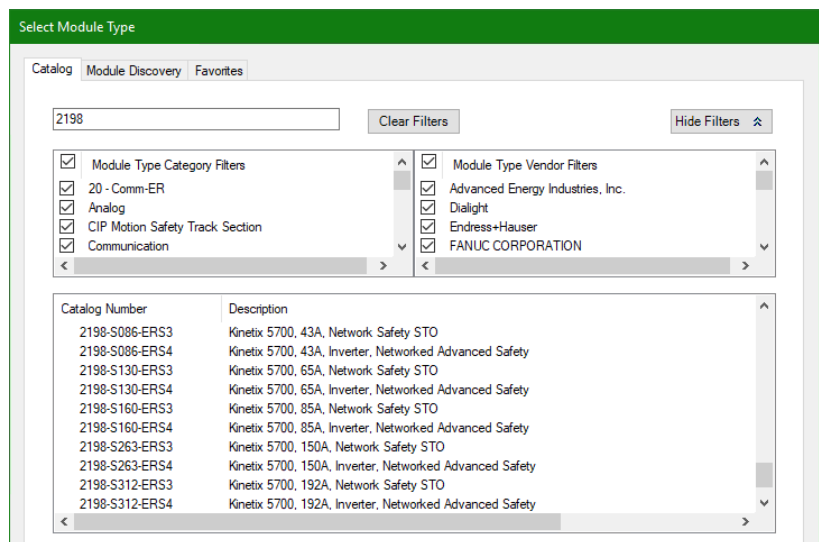 Select Module Type
Catalog Module Discovery Favorites
2198 Clear Filters Hide Filters
Module Type Category Filters
20 - Comm-ER
Analog
CIP Motion Safety Track Section
Communication
Module Type Vendor Filters
Advanced Energy Industries, Inc.
Dialight
Endress+Hauser
FANUC CORPORATION
Catalog Number Description
2198-S086-ERS3 Kinetix 5700, 43A, Network Safety STO
2198-S086-ERS4 Kinetix 5700, 43A, Inverter, Networked Advanced Safety
2198-S130-ERS3 Kinetix 5700, 65A, Network Safety STO
2198-S130-ERS4 Kinetix 5700, 65A, Inverter, Networked Advanced Safety
2198-S160-ERS3 Kinetix 5700, 85A, Network Safety STO
2198-S160-ERS4 Kinetix 5700, 85A, Inverter, Networked Advanced Safety
2198-S263-ERS3 Kinetix 5700, 150A, Network Safety STO
2198-S263-ERS4 Kinetix 5700, 150A, Inverter, Networked Advanced Safety
2198-S312-ERS3 Kinetix 5700, 192A, Network Safety STO
2198-S312-ERS4 Kinetix 5700, 192A, Inverter, Networked Advanced Safety